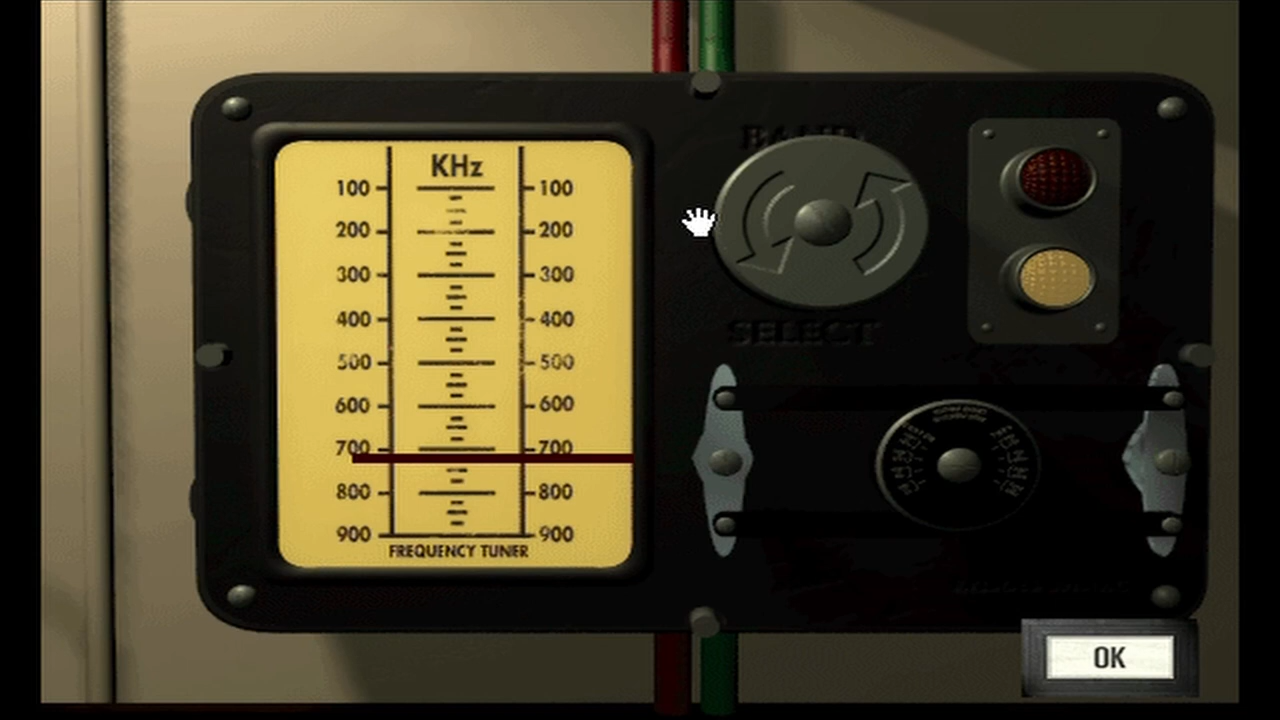 KHz
100 100
200 200
300 300
400 400
500 500
600 600
700 700
800 800
900 900
FREQUENCY TUNER
BAND
SELECT
OK